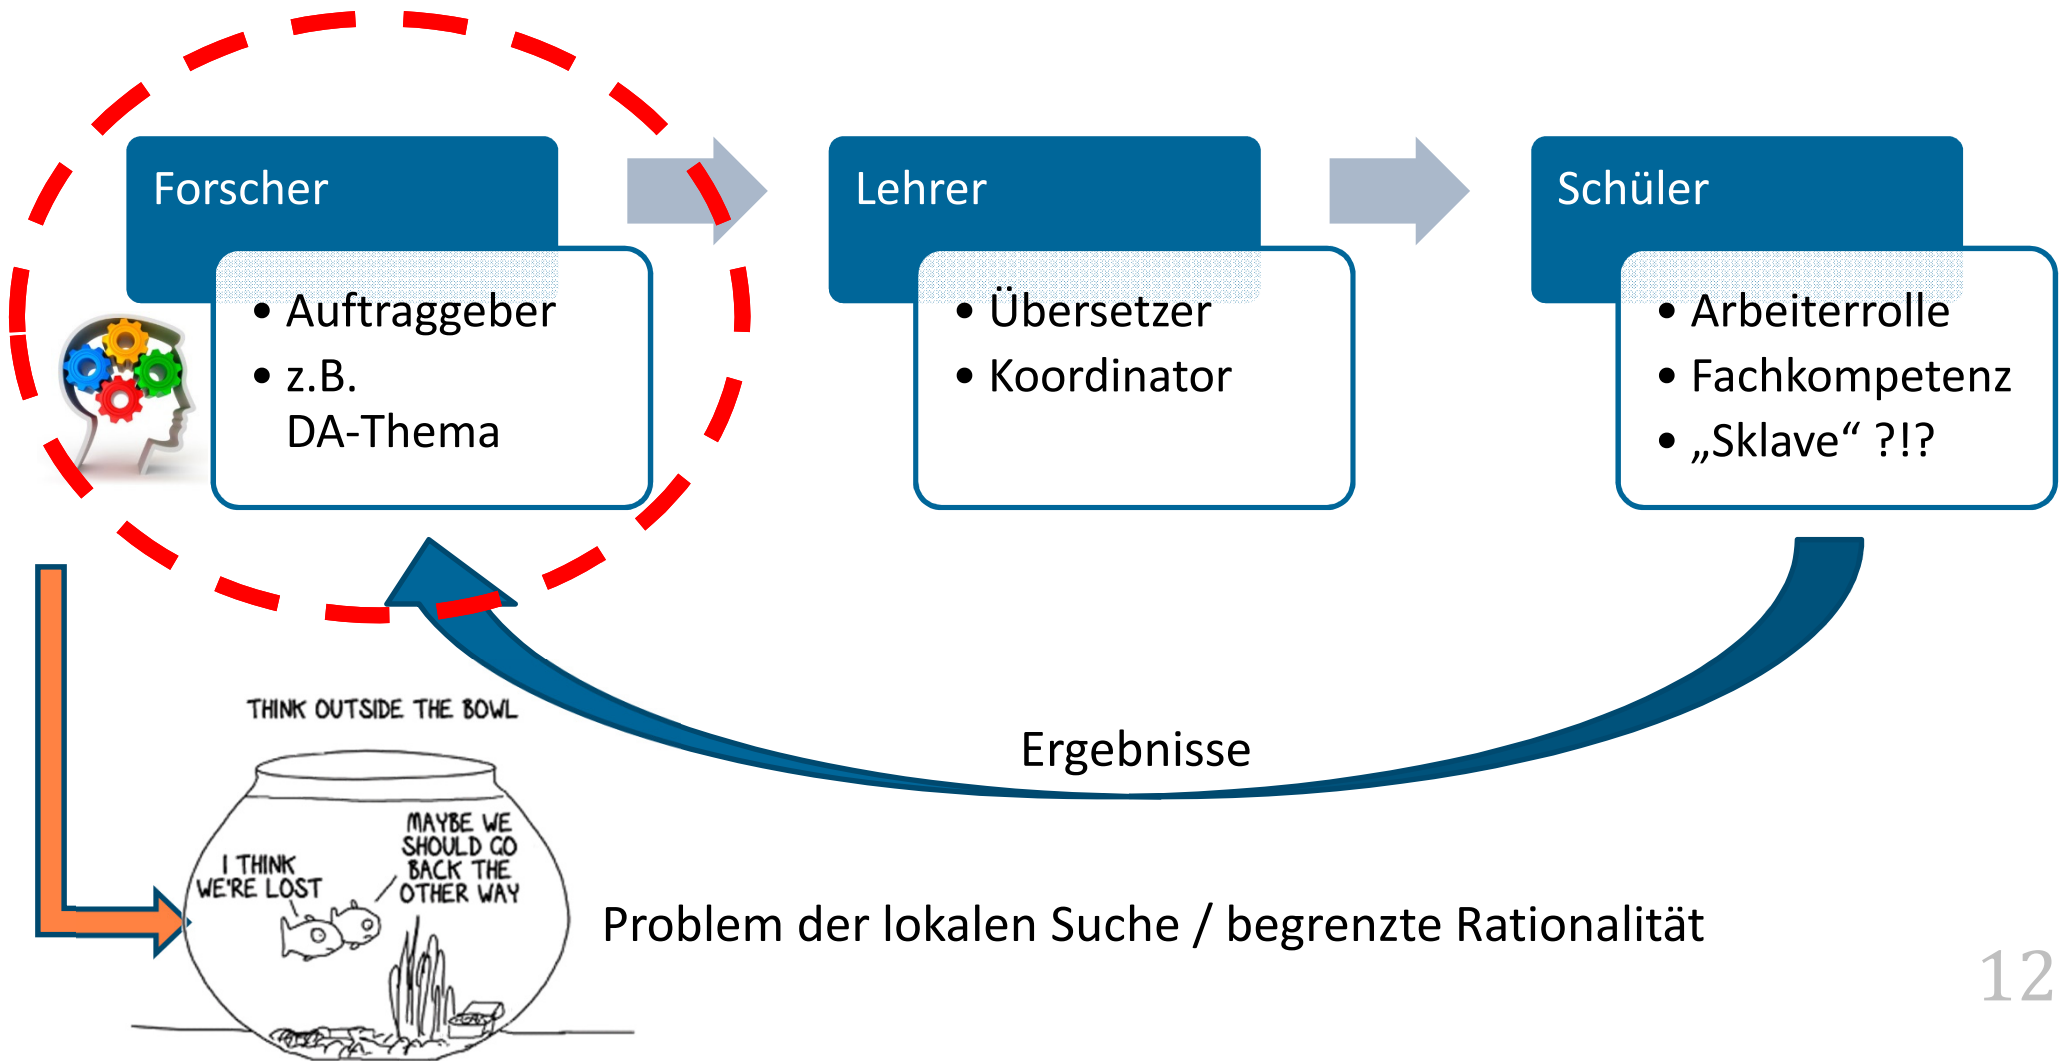 Forscher
• Auftraggeber
• z.B.
DA-Thema
Lehrer
• Übersetzer
• Koordinator
Schüler
• Arbeiterrolle
• Fachkompetenz
• „Sklave“ ?!?
Ergebnisse
THINK OUTSIDE THE BOWL
I THINK
WE'RE LOST
MAYBE WE
SHOULD GO
BACK THE
OTHER WAY
Problem der lokalen Suche / begrenzte Rationalität
12